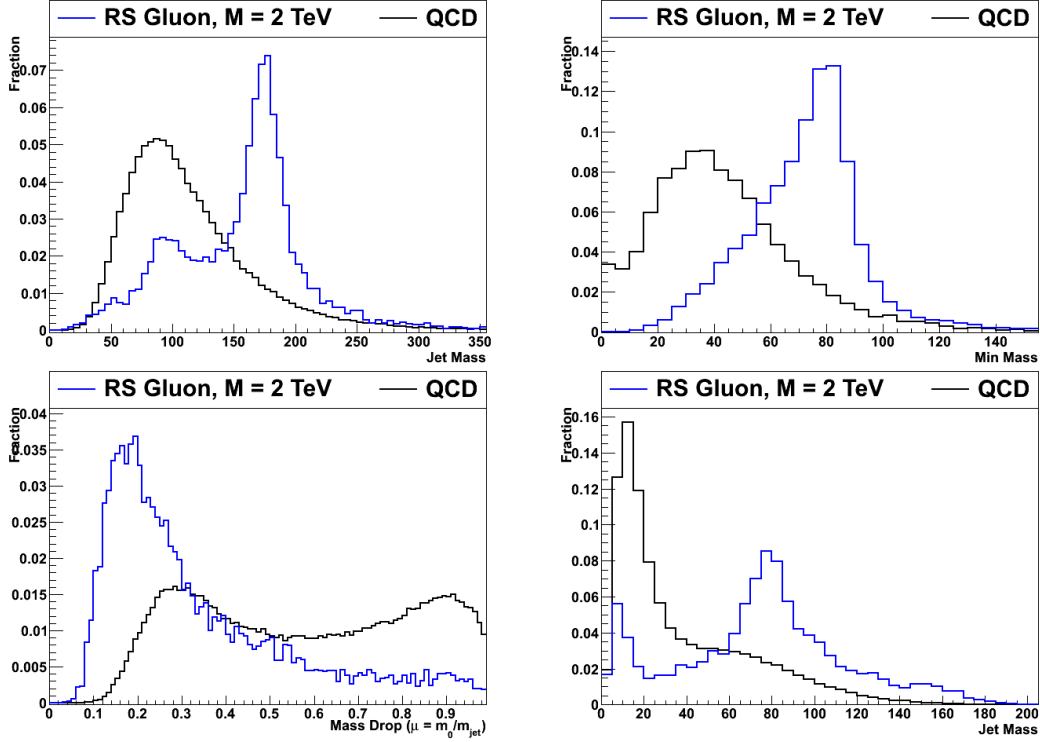 RS Gluon, M = 2 TeV QCD
Fraction
0.07
0.06
0.05
0.04
0.03
0.02
0.01
0
0 50 100 150 200 250 300 350
Jet Mass
RS Gluon, M = 2 TeV QCD
Fraction
0.14
0.12
0.1
0.08
0.06
0.04
0.02
0
0 20 40 60 80 100 120 140
Min Mass
RS Gluon, M = 2 TeV QCD
Fraction
0.04
0.035
0.03
0.025
0.02
0.015
0.01
0.005
0
0 0.1 0.2 0.3 0.4 0.5 0.6 0.7 0.8 0.9
Mass Drop (μ = m0/mjet)
RS Gluon, M = 2 TeV QCD
Fraction
0.16
0.14
0.12
0.1
0.08
0.06
0.04
0.02
0
0 20 40 60 80 100 120 140 160 180 200
Jet Mass